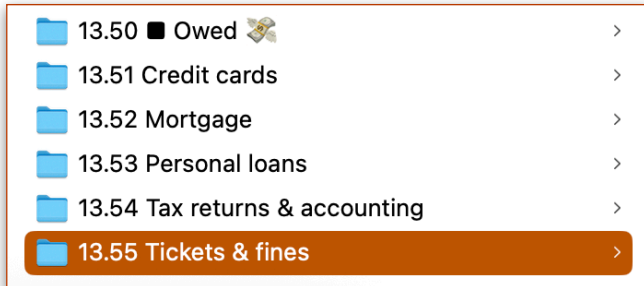 13.50 ■ Owed 💸
13.51 Credit cards
13.52 Mortgage
13.53 Personal loans
13.54 Tax returns & accounting
13.55 Tickets & fines